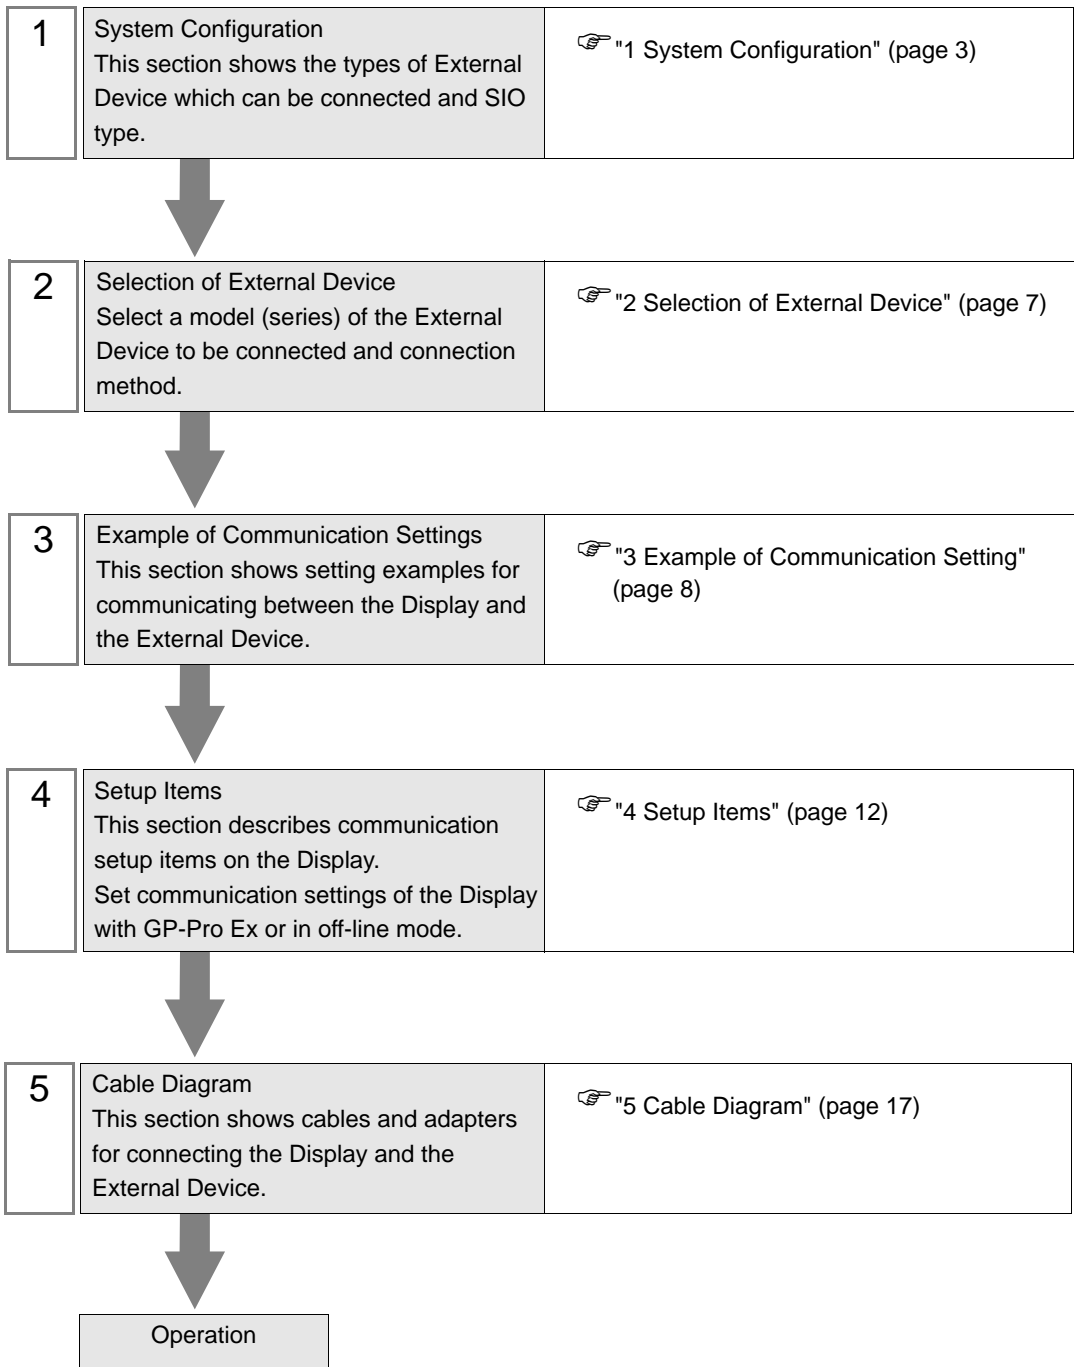 1
System Configuration
This section shows the types of External
Device which can be connected and SIO
type.
"1 System Configuration" (page 3)
2
Selection of External Device
Select a model (series) of the External
Device to be connected and connection
method.
"2 Selection of External Device" (page 7)
3
Example of Communication Settings
This section shows setting examples for
communicating between the Display and
the External Device.
"3 Example of Communication Setting"
(page 8)
4
Setup Items
This section describes communication
setup items on the Display.
Set communication settings of the Display
with GP-Pro Ex or in off-line mode.
"4 Setup Items" (page 12)
5
Cable Diagram
This section shows cables and adapters
for connecting the Display and the
External Device.
"5 Cable Diagram" (page 17)
Operation